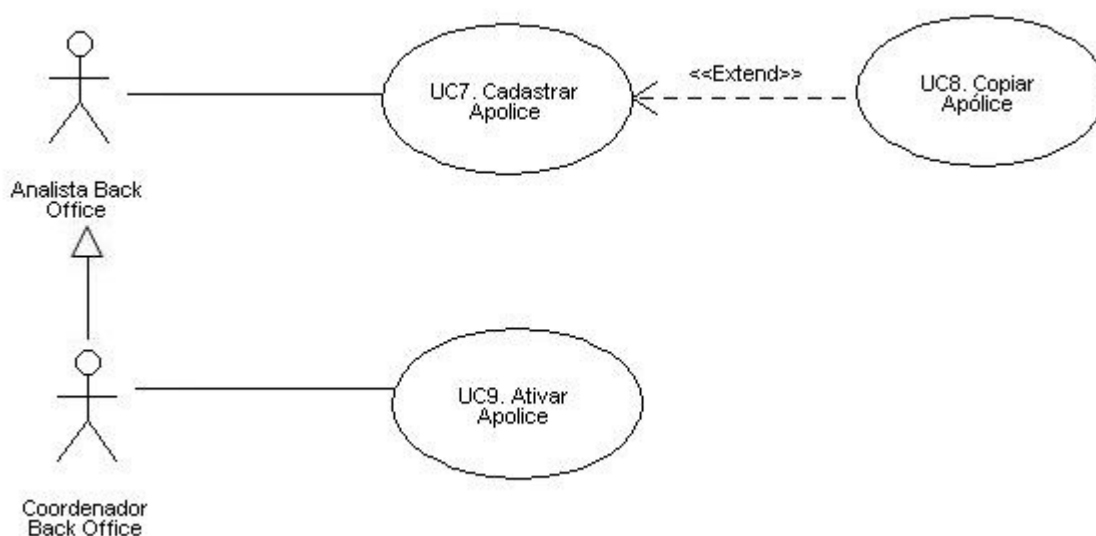 UC7. Cadastrar
Apolice
<<Extend>>
UC8. Copiar
Apólice
Analista Back
Office
UC9. Ativar
Apolice
Coordenador
Back Office